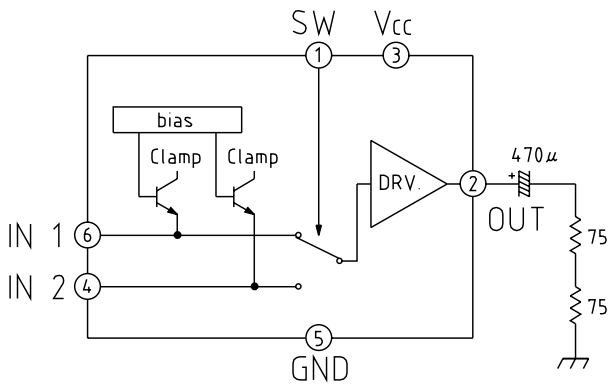 SW Vcc
1 3
bias
Clamp Clamp
470μ
+
DRV. 2
OUT
IN 1 6
75
IN 2 4
75
5
GND